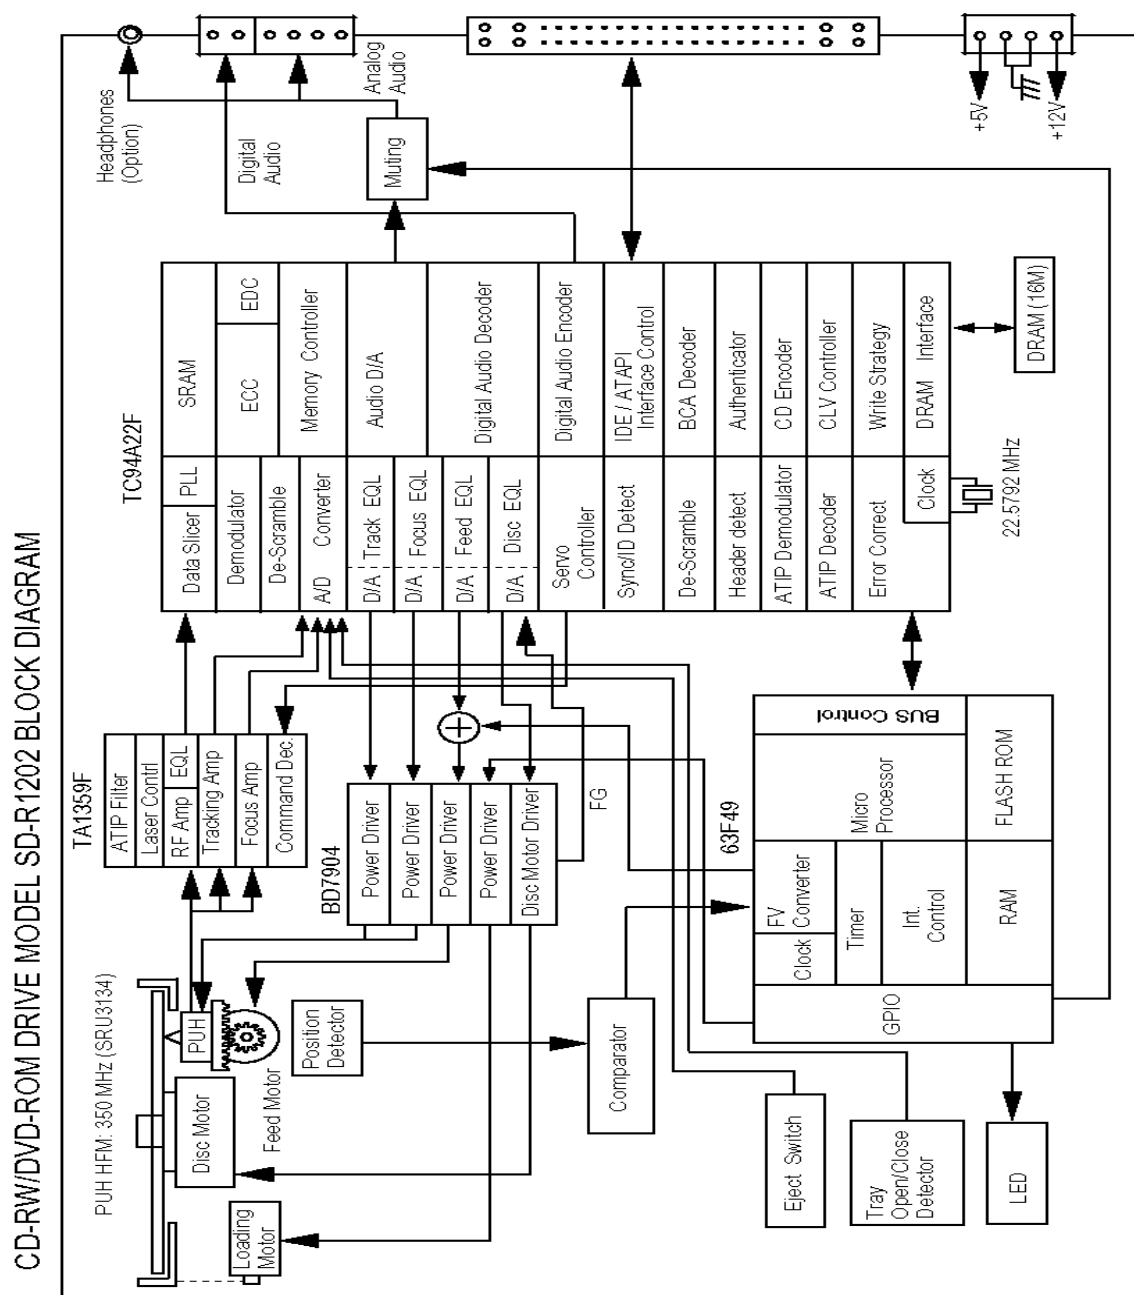 CD-RW/DVD-ROM DRIVE MODEL SD-R1202 BLOCK DIAGRAM
PUH HFM: 350 MHz (SRU3134)
Loading
Motor
Disc Motor
PUH
Feed Motor
Position
Detector
TA1359F
ATIP Filter
Laser Contrl
RF Amp
EQL
Tracking Amp
Focus Amp
Command Dec.
BD7904
Power Driver
Power Driver
Power Driver
Power Driver
Disc Motor Driver
FG
Comparator
Eject Switch
Tray
Open/Close
Detector
LED
63F49
GPIO
Clock
FV
Converter
Timer
Int.
Control
RAM
Micro
Processor
BUS Control
FLASH ROM
TC94A22F
Data Slicer
PLL
SRAM
Demodulator
De-Scramble
ECC
EDC
A/D
Converter
Memory Controller
D/A
Track EQL
Audio D/A
D/A
Focus EQL
D/A
Feed EQL
Digital Audio Decoder
D/A
Disc EQL
Servo
Controller
Digital Audio Encoder
Sync/ID Detect
IDE / ATAPI
Interface Control
De-Scramble
BCA Decoder
Header detect
Authenticator
ATIP Demodulator
CD Encoder
ATIP Decoder
CLV Controller
Error Correct
Write Strategy
Clock
DRAM Interface
22.5792 MHz
DRAM (16M)
Muting
Headphones
(Option)
Digital
Audio
Analog
Audio
+5V
+12V